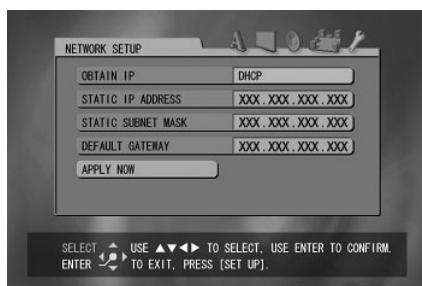 NETWORK SETUP
OBTAIN IP DHCP
STATIC IP ADDRESS XXX.XXX.XXX.XXX
STATIC SUBNET MASK XXX.XXX.XXX.XXX
DEFAULT GATEWAY XXX.XXX.XXX.XXX
APPLY NOW
SELECT USE ▲▼◀▶ TO SELECT, USE ENTER TO CONFIRM.
ENTER TO EXIT, PRESS [SET UP].